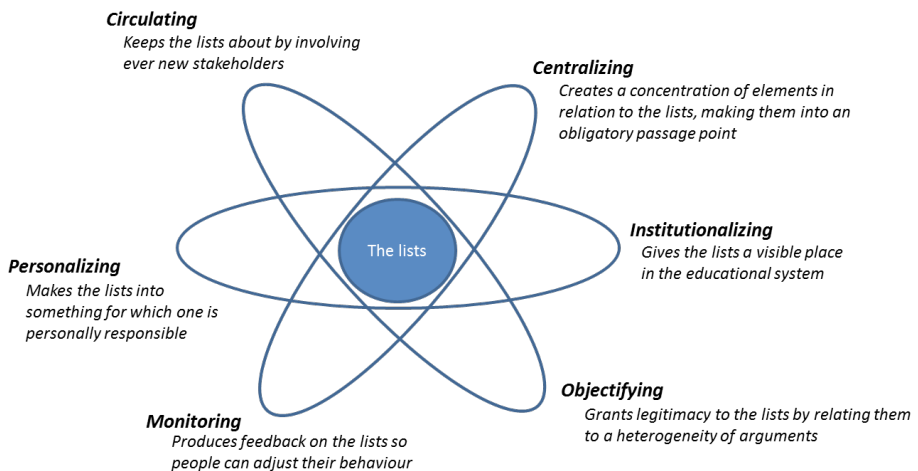 Circulating
Keeps the lists about by involving
ever new stakeholders
Centralizing
Creates a concentration of elements in
relation to the lists, making them into an
obligatory passage point
The lists
Institutionalizing
Gives the lists a visible place
in the educational system
Personalizing
Makes the lists into
something for which one is
personally responsible
Objectifying
Grants legitimacy to the lists by relating them
to a heterogeneity of arguments
Monitoring
Produces feedback on the lists so
people can adjust their behaviour